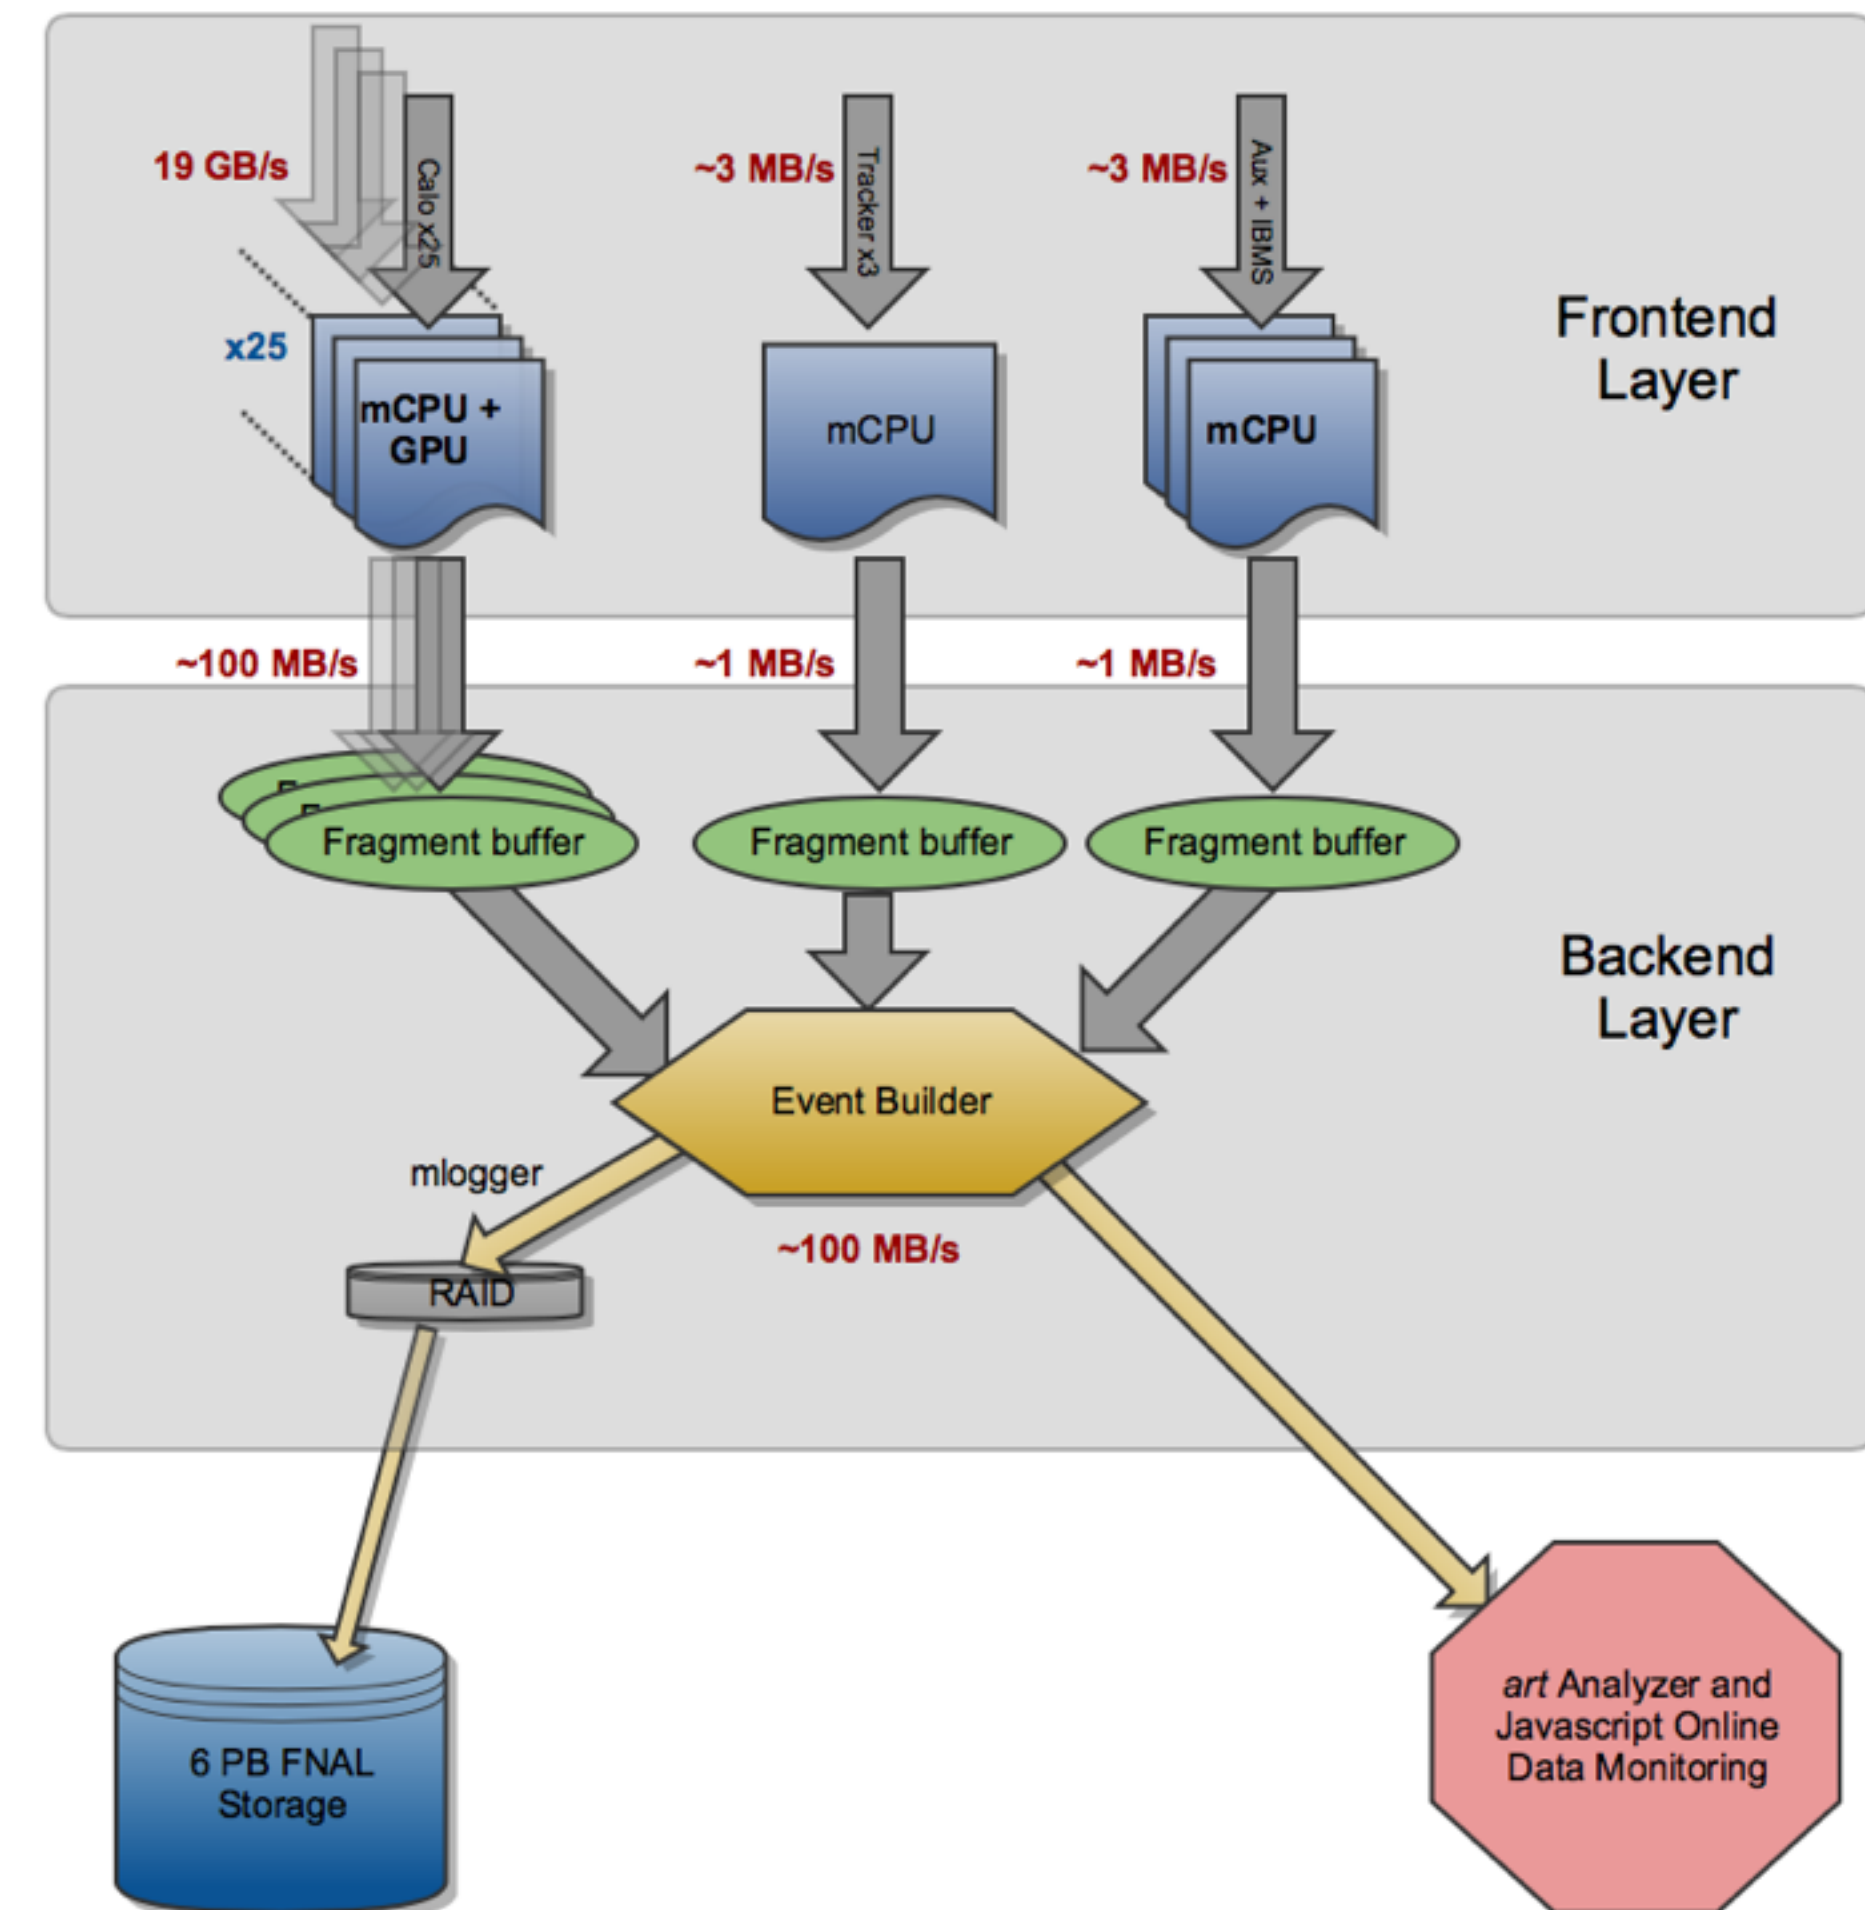 19 GB/s
Calo x25
~3 MB/s
Tracker x3
~3 MB/s
Aux + IBMS
Frontend
Layer
x25
mCPU +
GPU
mCPU
mCPU
~100 MB/s
~1 MB/s
~1 MB/s
Fragment buffer
Fragment buffer
Fragment buffer
Backend
Layer
Event Builder
mlogger
~100 MB/s
RAID
6 PB FNAL
Storage
art Analyzer and
Javascript Online
Data Monitoring